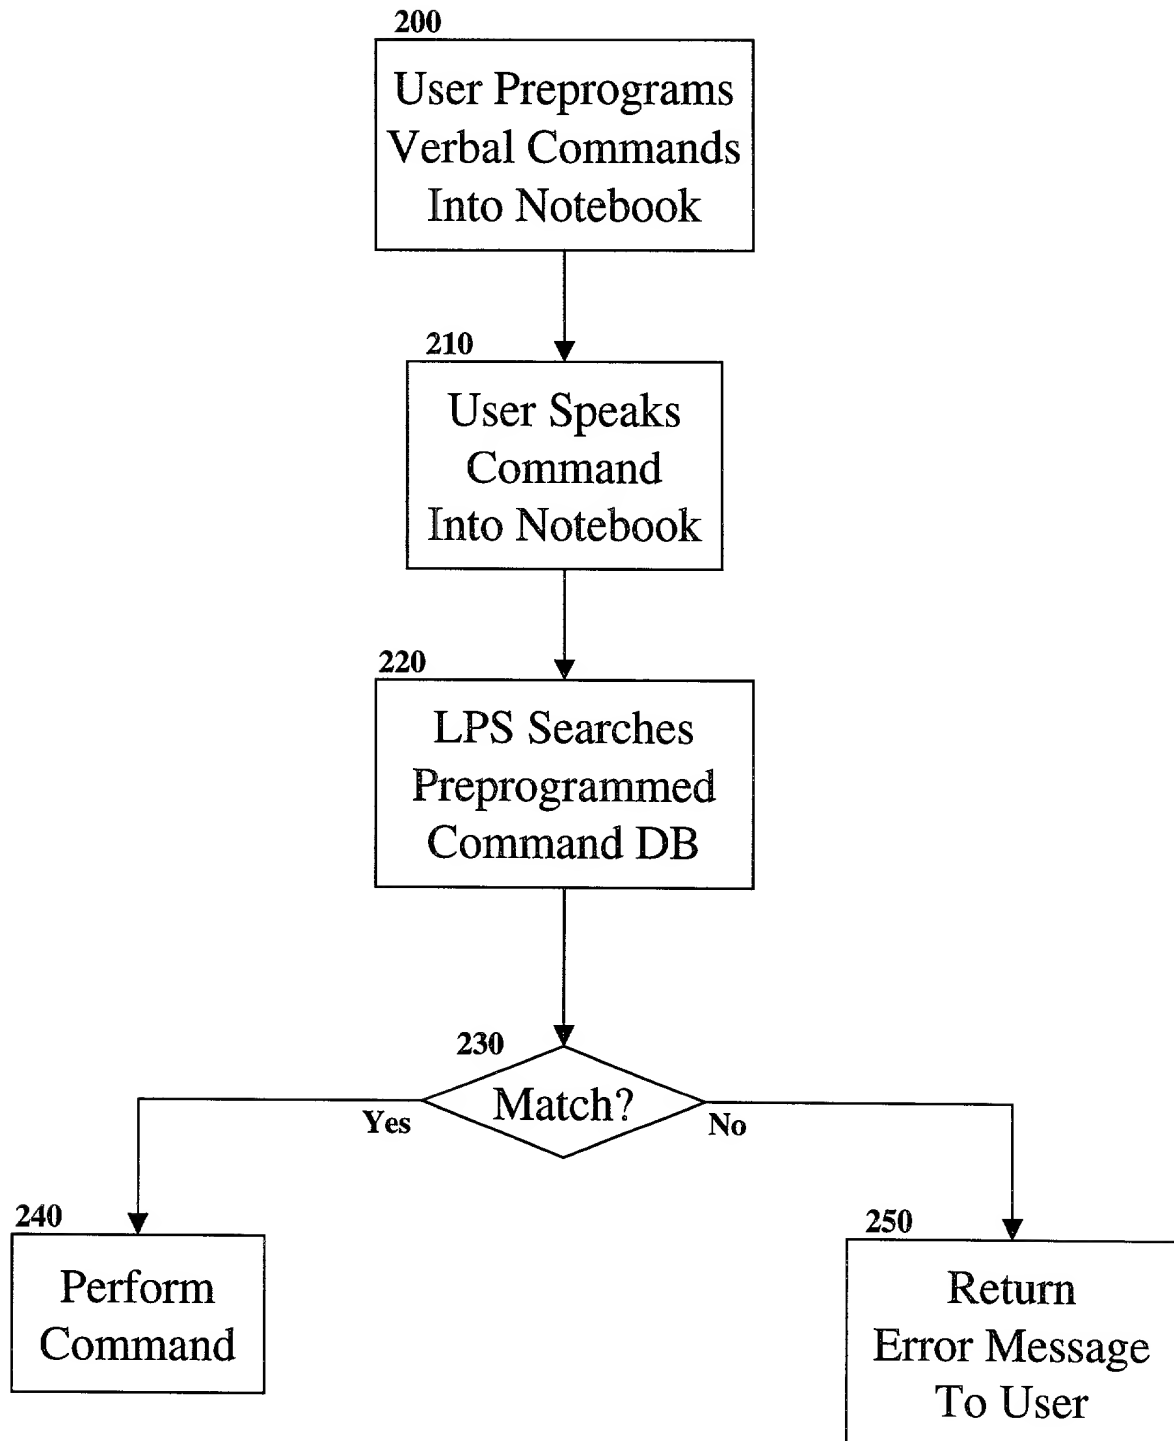 200
User Preprograms
Verbal Commands
Into Notebook
210
User Speaks
Command
Into Notebook
220
LPS Searches
Preprogrammed
Command DB
230
Match?
Yes
No
240
Perform
Command
250
Return
Error Message
To User